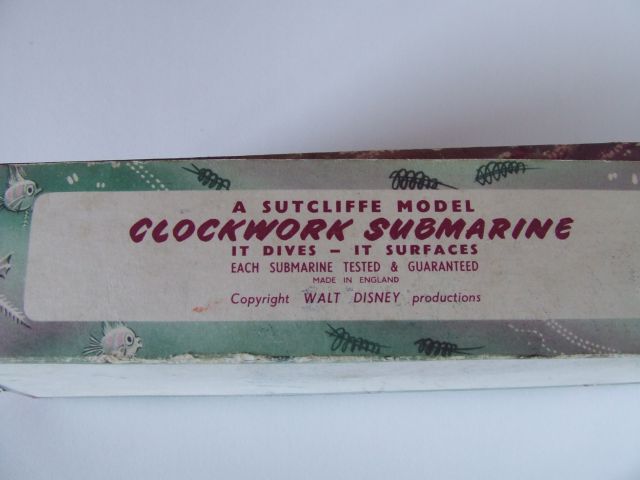 A SUTCLIFFE MODEL
CLOCKWORK SUBMARINE
IT DIVES - IT SURFACES
EACH SUBMARINE TESTED & GUARANTEED
MADE IN ENGLAND
Copyright WALT DISNEY productions